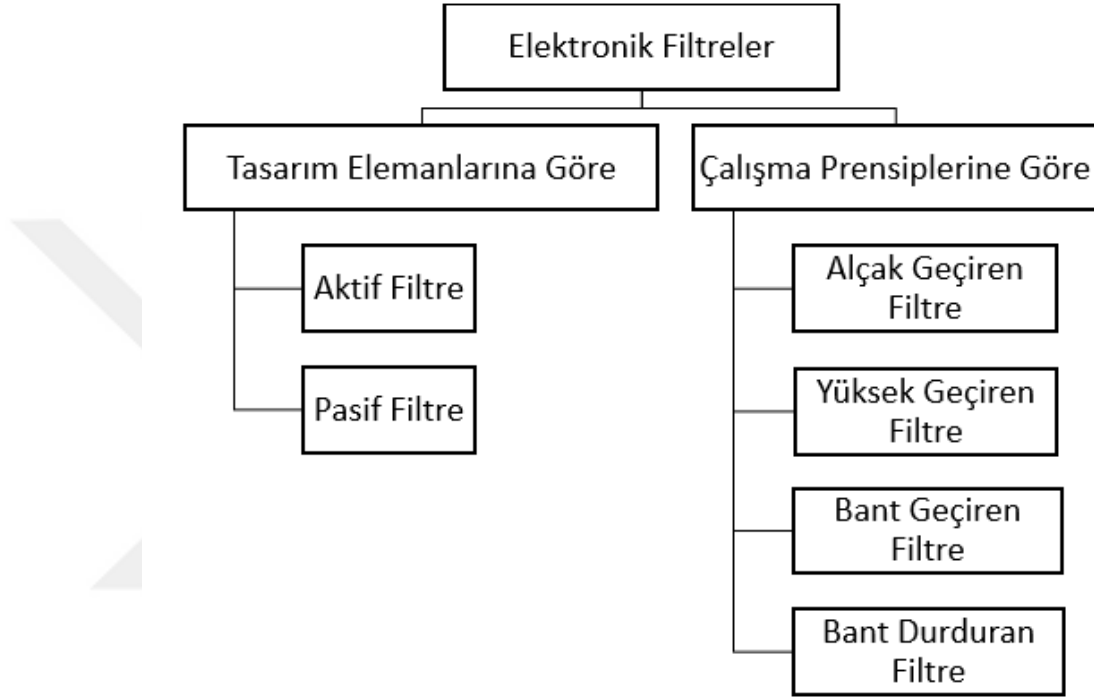 Elektronik Filtreler
Tasarım Elemanlarına Göre
Aktif Filtre
Pasif Filtre
Çalışma Prensiplerine Göre
Alçak Geçiren
Filtre
Yüksek Geçiren
Filtre
Bant Geçiren
Filtre
Bant Durduran
Filtre